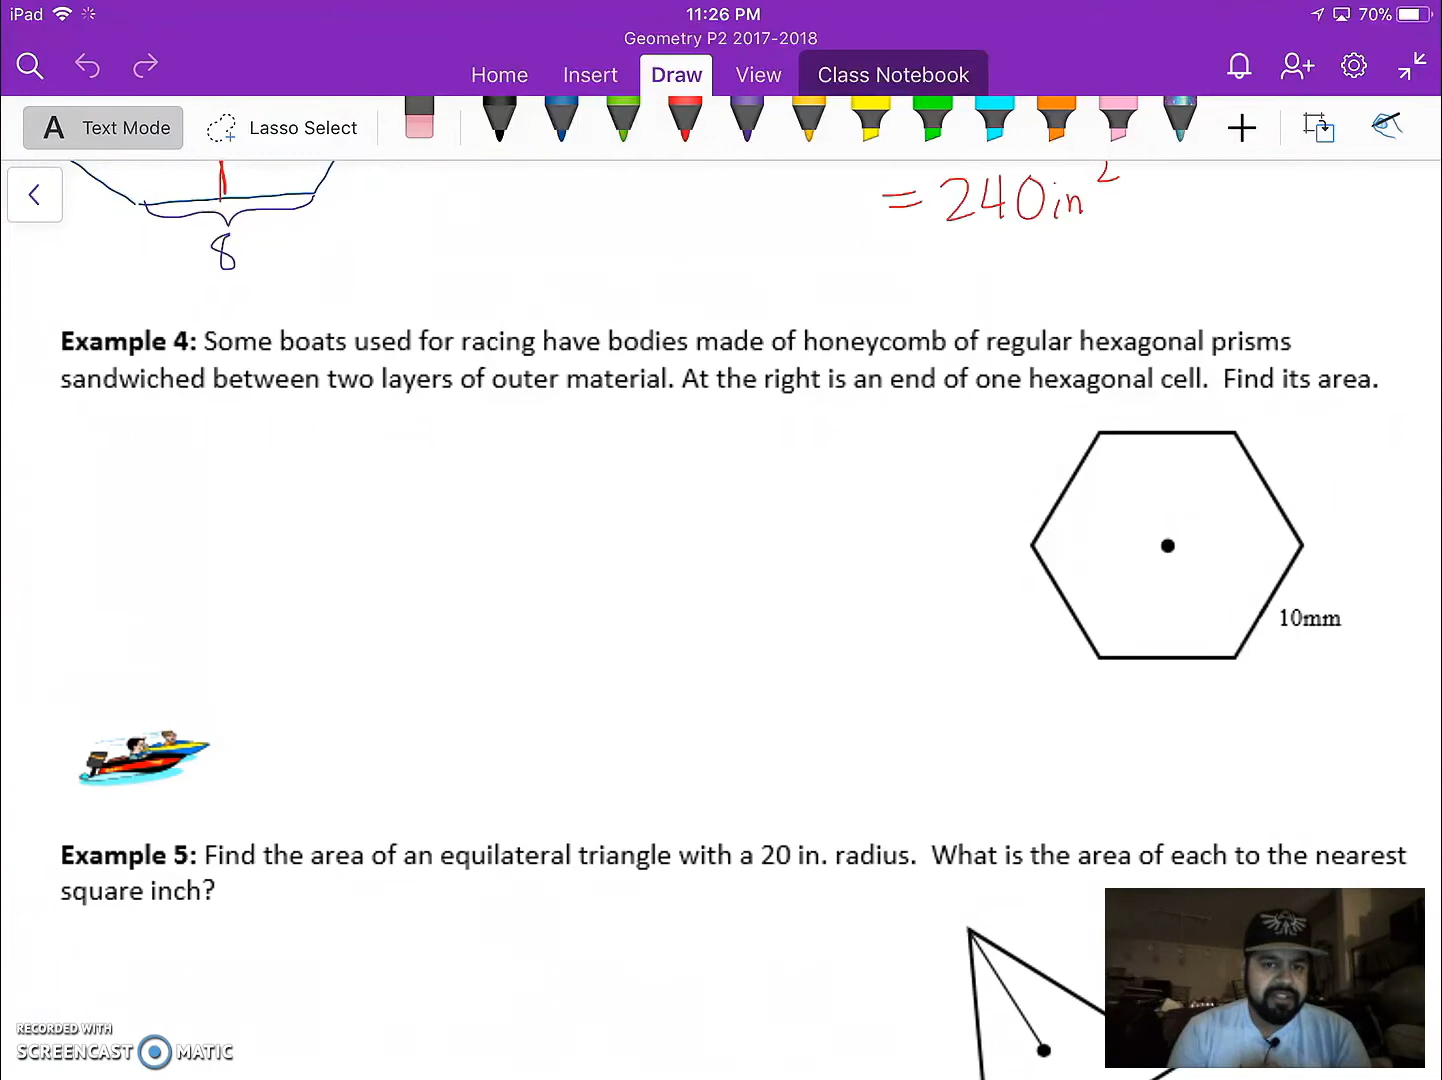 iPad 11:26 PM 70%
Geometry P2 2017-2018
Home Insert Draw View Class Notebook
A Text Mode Lasso Select
= 240in²
8
Example 4: Some boats used for racing have bodies made of honeycomb of regular hexagonal prisms
sandwiched between two layers of outer material. At the right is an end of one hexagonal cell. Find its area.
10mm
Example 5: Find the area of an equilateral triangle with a 20 in. radius. What is the area of each to the nearest
square inch?
RECORDED WITH
SCREENCAST MATIC